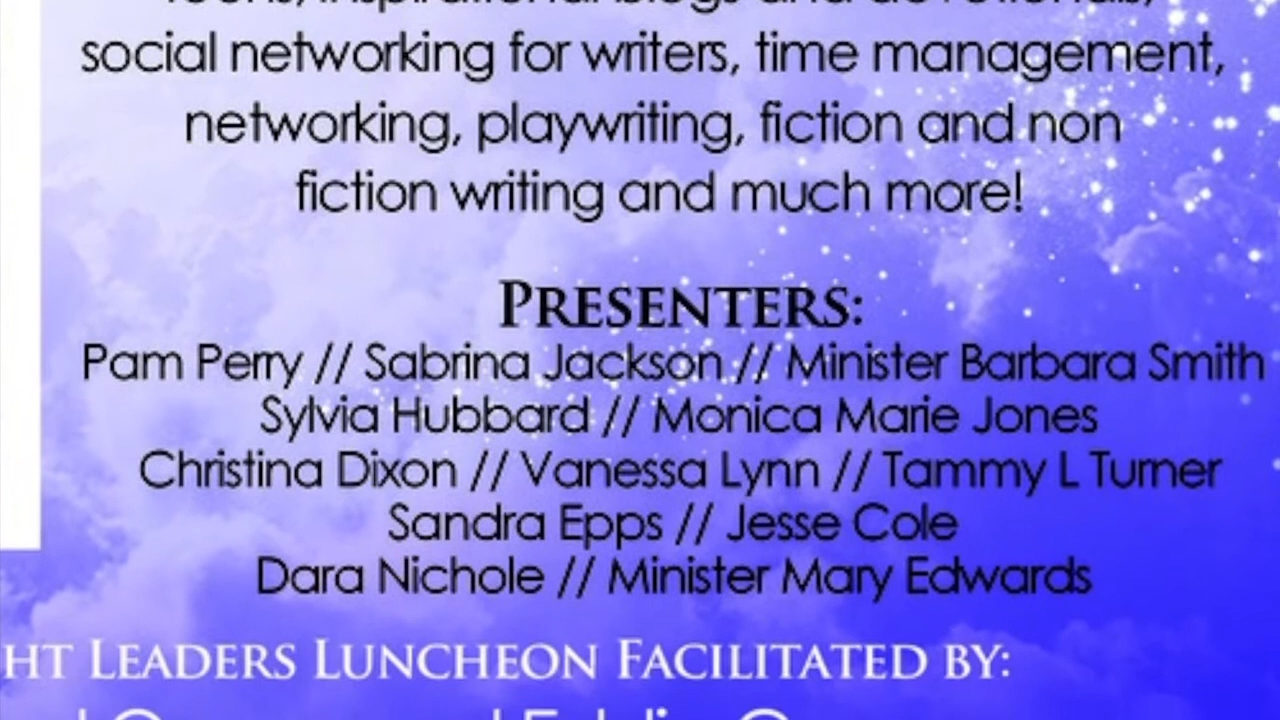 social networking for writers, time management,
networking, playwriting, fiction and non
fiction writing and much more!
PRESENTERS:
Pam Perry // Sabrina Jackson // Minister Barbara Smith
Sylvia Hubbard // Monica Marie Jones
Christina Dixon // Vanessa Lynn // Tammy L Turner
Sandra Epps // Jesse Cole
Dara Nichole // Minister Mary Edwards
HT LEADERS LUNCHEON FACILITATED BY: